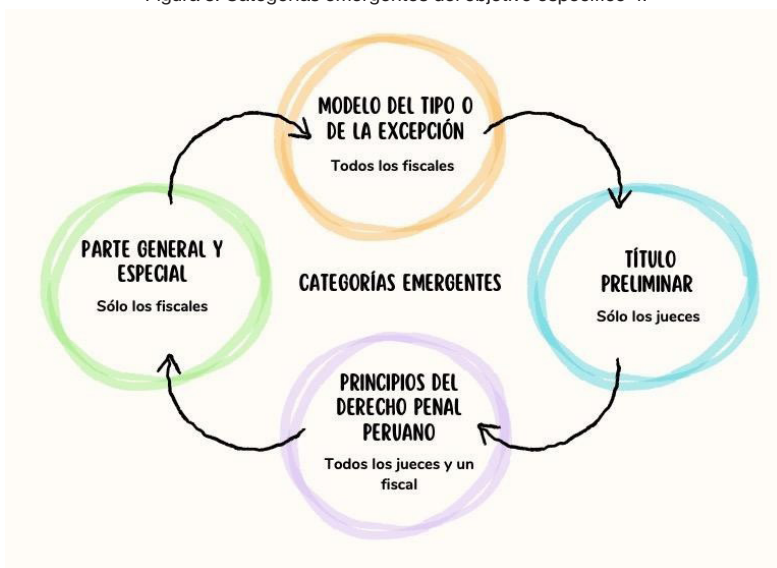 MODELO DEL TIPO O
DE LA EXCEPCIÓN
Todos los fiscales
PARTE GENERAL Y
ESPECIAL
Sólo los fiscales
CATEGORÍAS EMERGENTES
TÍTULO
PRELIMINAR
Sólo los jueces
PRINCIPIOS DEL
DERECHO PENAL
PERUANO
Todos los jueces y un
fiscal